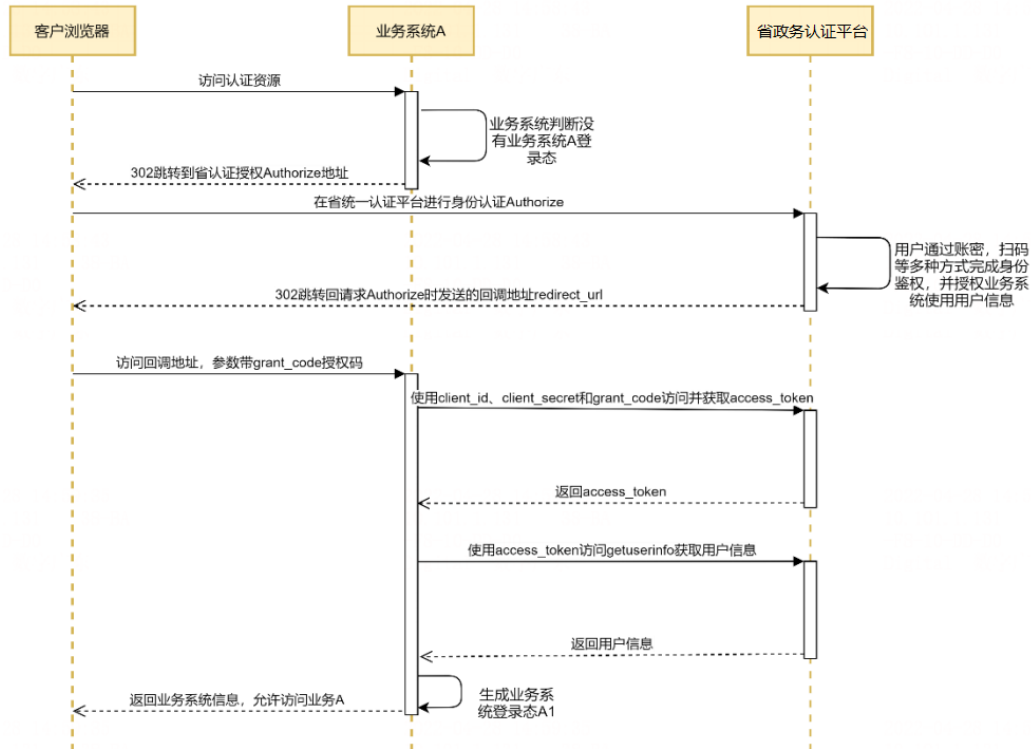 客户浏览器
业务系统A
省政务认证平台
访问认证资源
业务系统判断没
有业务系统A登
录态
302跳转到省认证授权Authorize地址
在省统一认证平台进行身份认证Authorize
用户通过账密，扫码
等多种方式完成身份
鉴权，并授权业务系
统使用用户信息
302跳转回请求Authorize时发送的回调地址redirect_url
访问回调地址，参数带grant_code授权码
使用client_id、client_secret和grant_code访问并获取access_token
返回access_token
使用access_token访问getuserinfo获取用户信息
返回用户信息
生成业务系
统登录态A1
返回业务系统信息，允许访问业务A